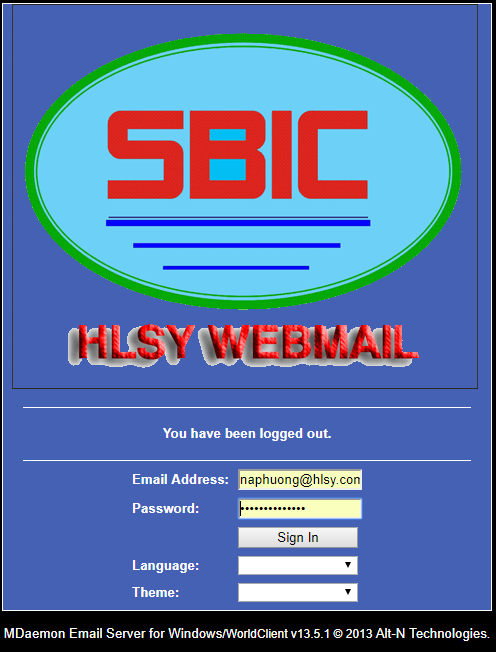 SBIC
HLSY WEBMAIL
You have been logged out.
Email Address: naphuong@hlsy.com
Password: ••••••••••••••
Sign In
Language:
Theme:
MDaemon Email Server for Windows/WorldClient v13.5.1 © 2013 Alt-N Technologies.